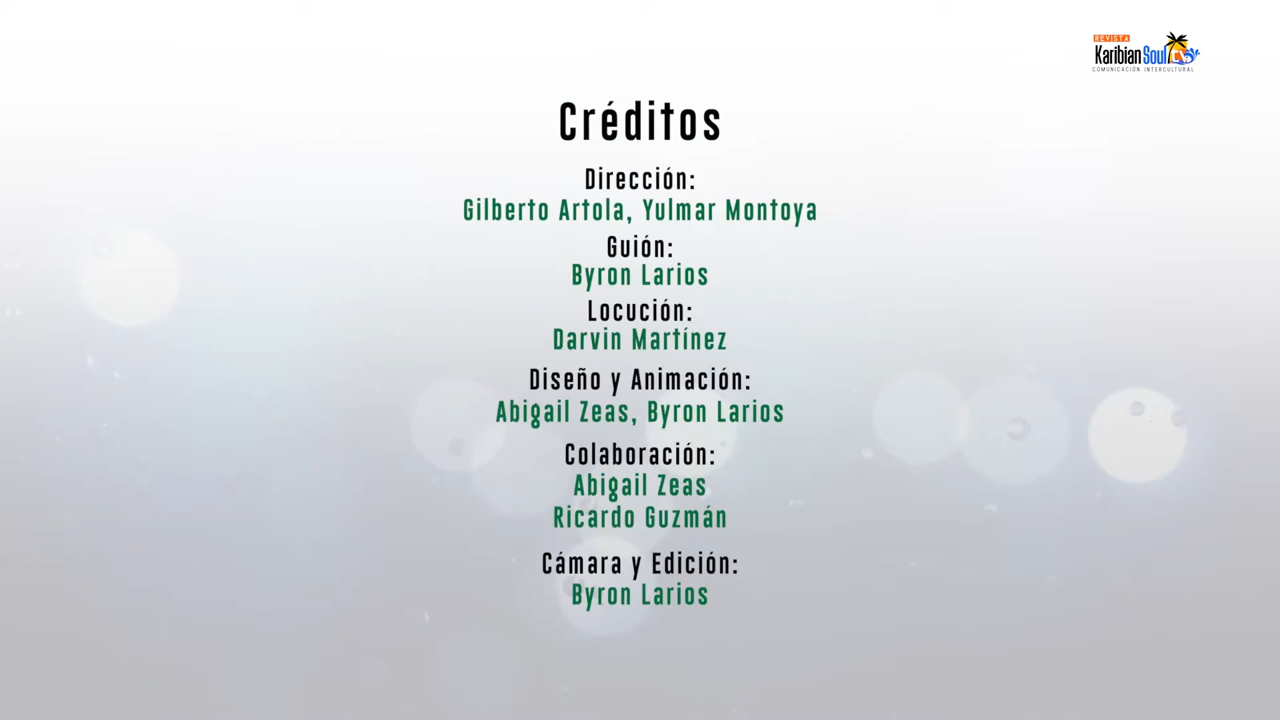 REVISTA
Karibian Soul
COMUNICACIÓN INTERCULTURAL
Créditos
Dirección:
Gilberto Artola, Yulmar Montoya
Guión:
Byron Larios
Locución:
Darvin Martínez
Diseño y Animación:
Abigail Zeas, Byron Larios
Colaboración:
Abigail Zeas
Ricardo Guzmán
Cámara y Edición:
Byron Larios